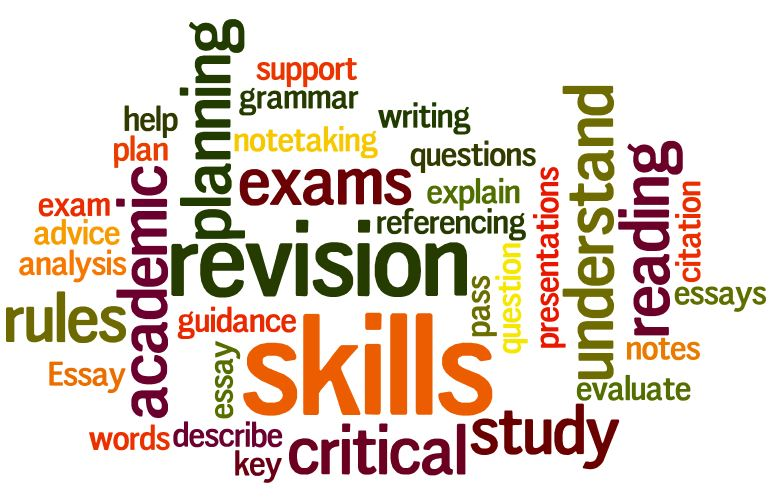 support
planning
grammar
help
writing
plan
notetaking
questions
understand
exams
explain
reading
exam
academic
referencing
presentations
citation
advice
analysis
revision
pass
question
essays
rules
guidance
skills
notes
Essay
essay
evaluate
words
describe
study
key
critical